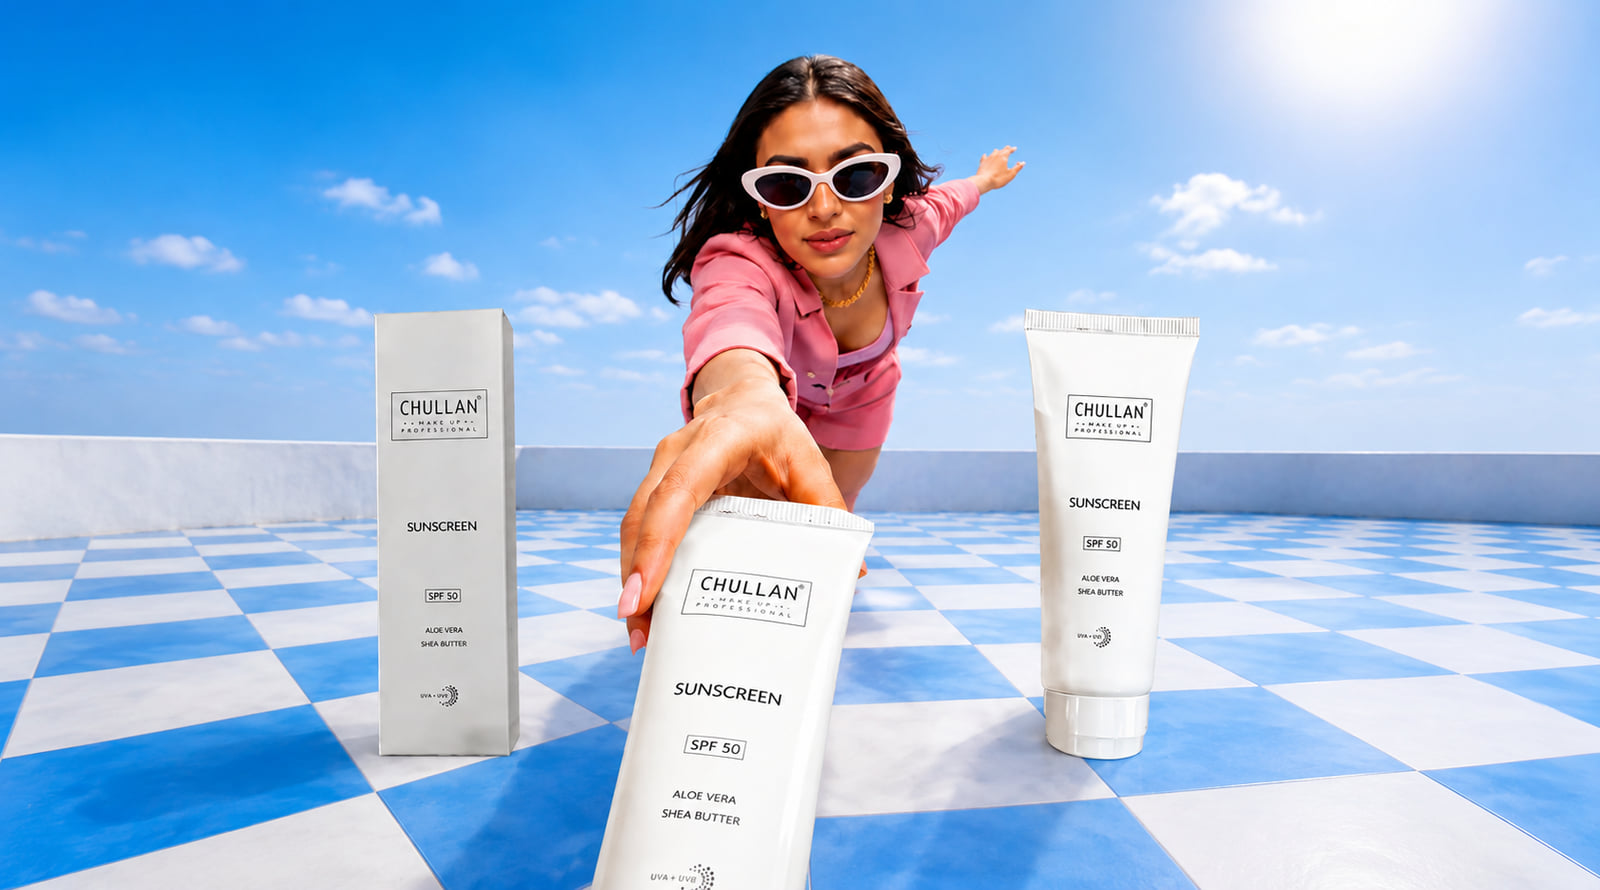 CHULLAN®
MAKE UP
PROFESSIONAL
SUNSCREEN
SPF 50
ALOE VERA
SHEA BUTTER
UVA + UVB
CHULLAN®
MAKE UP
PROFESSIONAL
SUNSCREEN
SPF 50
ALOE VERA
SHEA BUTTER
UVA + UVB
CHULLAN®
MAKE UP
PROFESSIONAL
SUNSCREEN
SPF 50
ALOE VERA
SHEA BUTTER
UVA + UVB